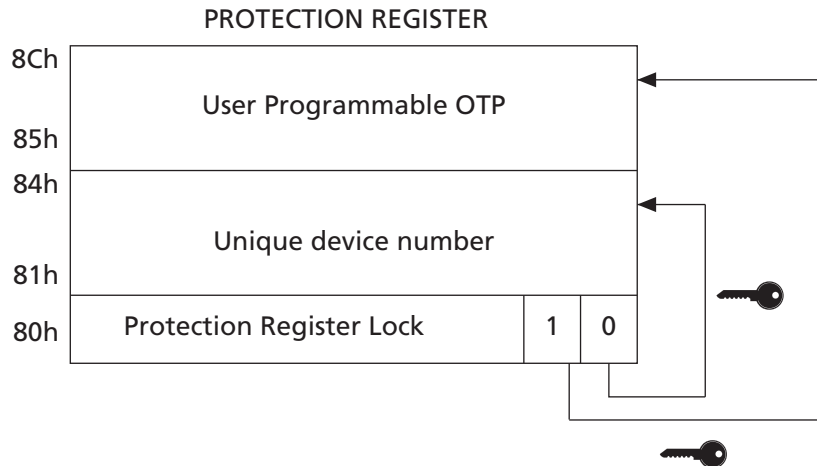 PROTECTION REGISTER
8Ch
User Programmable OTP
85h
84h
Unique device number
81h
80h Protection Register Lock 1 0